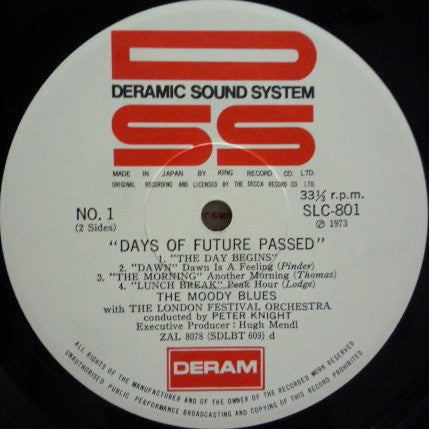 D
DERAMIC SOUND SYSTEM
SS
MADE IN JAPAN BY KING RECORD CO. LTD.
ORIGINAL RECORDING AND LICENSED BY THE DECCA RECORD CO. LTD.
33⅓ r.p.m.
NO. 1
SLC-801
(2 Sides)
Ⓟ 1973
"DAYS OF FUTURE PASSED"
1. "THE DAY BEGINS"
2. "DAWN" Dawn Is A Feeling (Pinder)
3. "THE MORNING" Another Morning (Thomas)
4. "LUNCH BREAK" Peak Hour (Lodge)
THE MOODY BLUES
with THE LONDON FESTIVAL ORCHESTRA
conducted by PETER KNIGHT
Executive Producer : Hugh Mendl
ZAL 8078 (SDLBT 609) d
DERAM
ALL RIGHTS OF THE MANUFACTURER AND OF THE OWNER OF THE RECORDED WORK RESERVED
UNAUTHORISED PUBLIC PERFORMANCE BROADCASTING AND COPYING OF THIS RECORD PROHIBITED